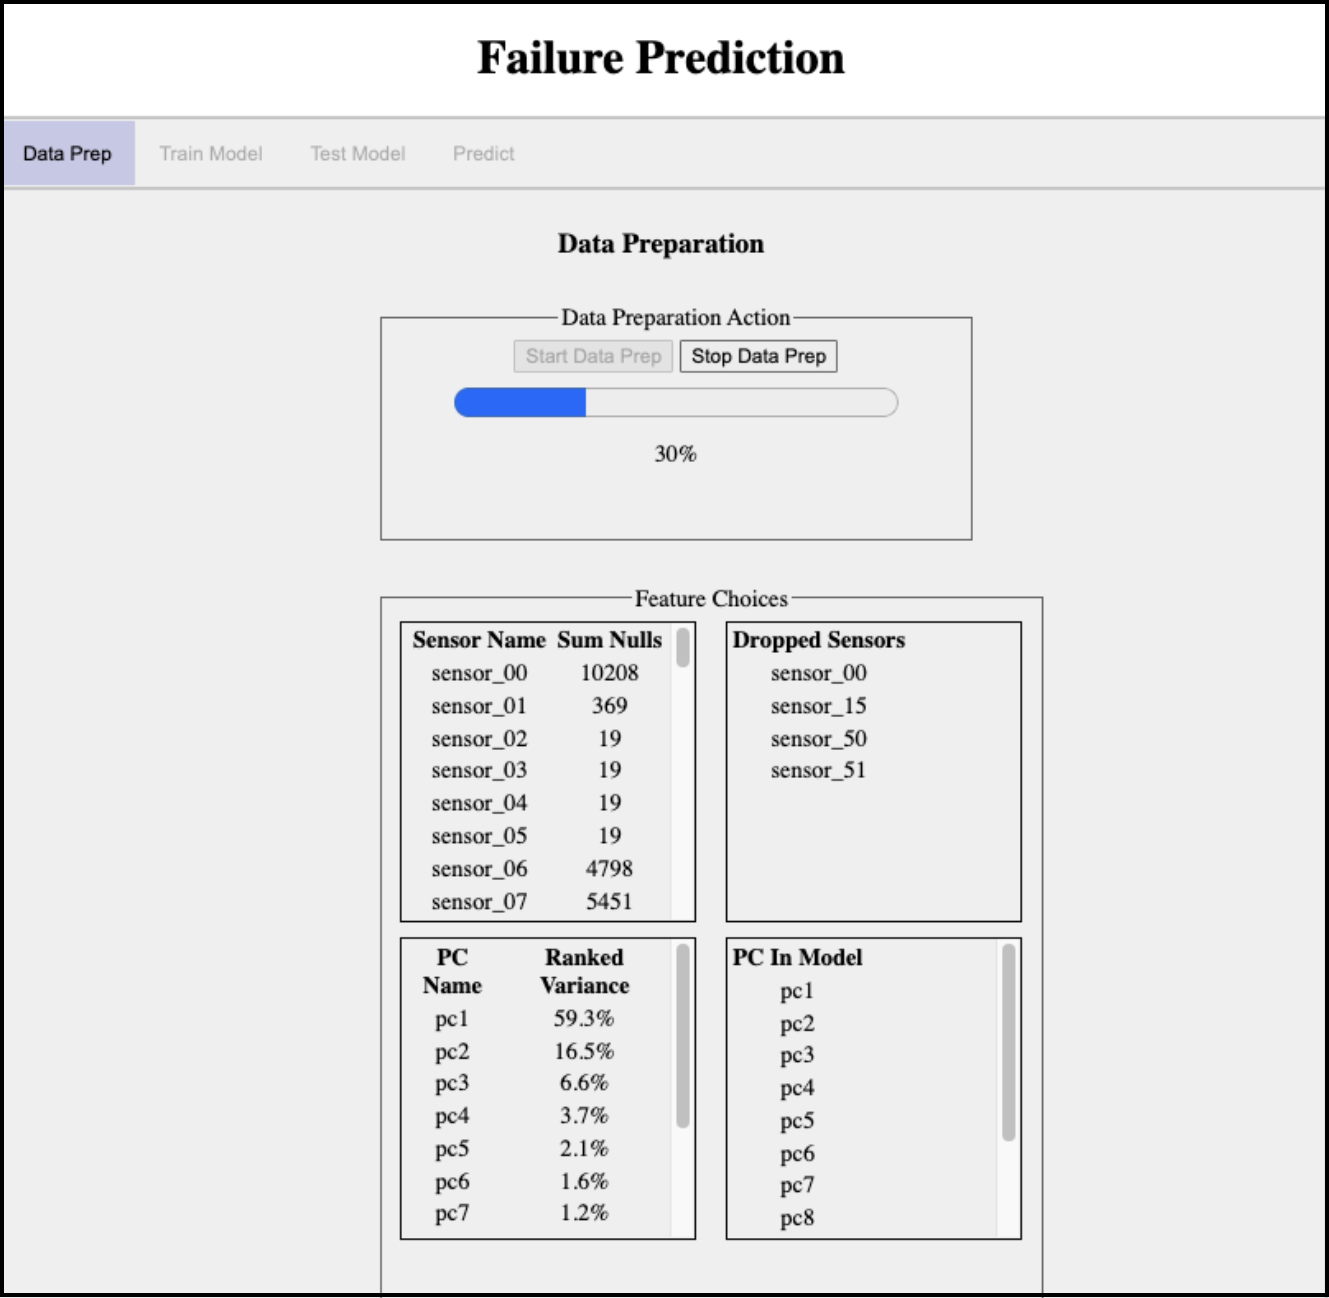 Failure Prediction
Data Prep Train Model Test Model Predict
Data Preparation
Data Preparation Action
Start Data Prep Stop Data Prep
30%
Feature Choices
Sensor Name Sum Nulls
sensor_00 10208
sensor_01 369
sensor_02 19
sensor_03 19
sensor_04 19
sensor_05 19
sensor_06 4798
sensor_07 5451
Dropped Sensors
sensor_00
sensor_15
sensor_50
sensor_51
PC Name Ranked Variance
pc1 59.3%
pc2 16.5%
pc3 6.6%
pc4 3.7%
pc5 2.1%
pc6 1.6%
pc7 1.2%
PC In Model
pc1
pc2
pc3
pc4
pc5
pc6
pc7
pc8